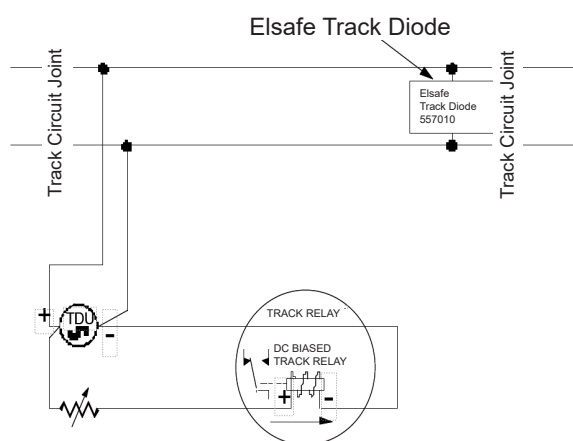 Elsafe Track Diode
Track Circuit Joint
Elsafe
Track Diode
557010
Track Circuit Joint
+
TDU
-
TRACK RELAY
DC BIASED
TRACK RELAY
+
-